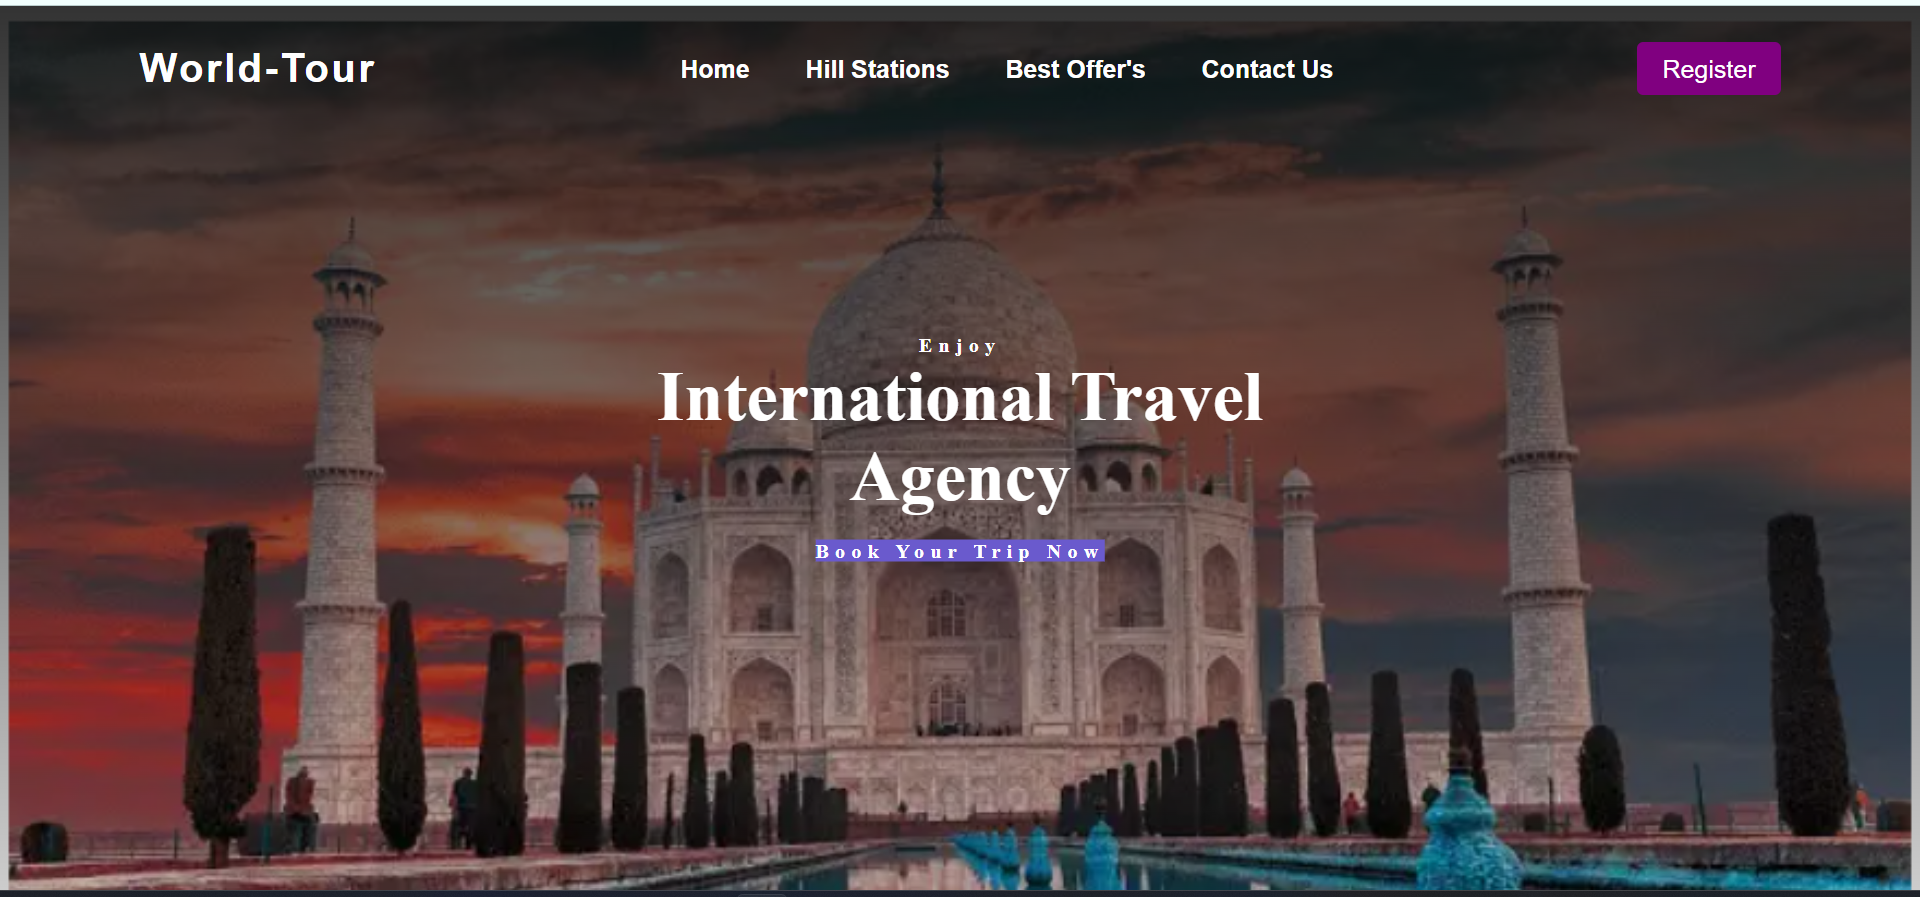 World-Tour
Home
Hill Stations
Best Offer's
Contact Us
Register
Enjoy
International Travel
Agency
Book Your Trip Now